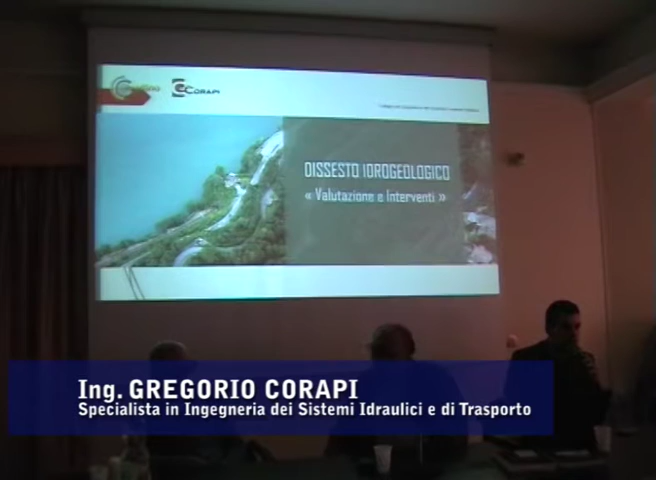 CORAPI
DISSESTO IDROGEOLOGICO
« Valutazione e Interventi »
Ing. GREGORIO CORAPI
Specialista in Ingegneria dei Sistemi Idraulici e di Trasporto